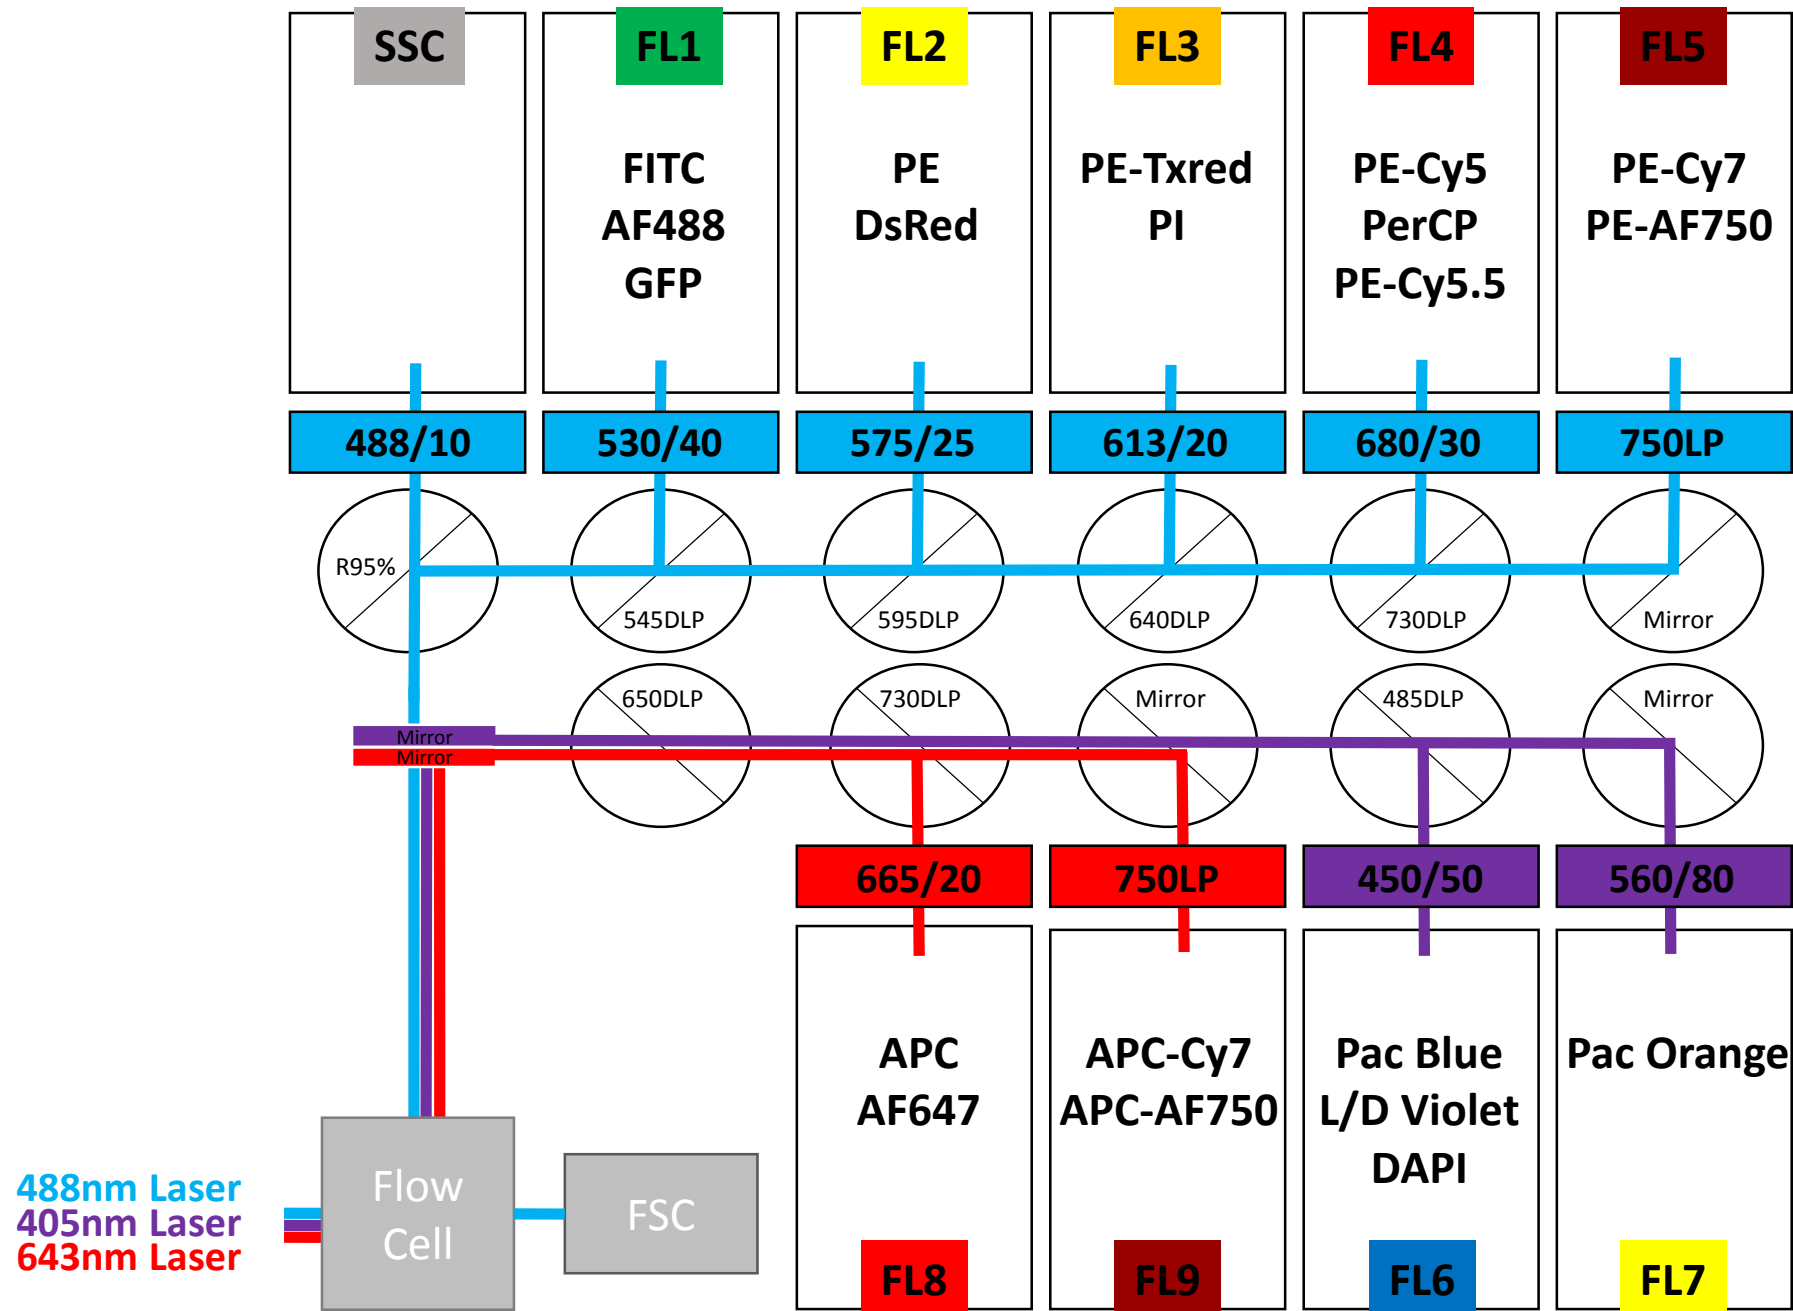 SSC
FL1
FL2
FL3
FL4
FL5
FITC
AF488
GFP
PE
DsRed
PE-Txred
PI
PE-Cy5
PerCP
PE-Cy5.5
PE-Cy7
PE-AF750
488/10
530/40
575/25
613/20
680/30
750LP
R95%
545DLP
595DLP
640DLP
730DLP
Mirror
650DLP
730DLP
Mirror
485DLP
Mirror
Mirror
Mirror
665/20
750LP
450/50
560/80
APC
AF647
APC-Cy7
APC-AF750
Pac Blue
L/D Violet
DAPI
Pac Orange
488nm Laser
405nm Laser
643nm Laser
Flow
Cell
FSC
FL8
FL9
FL6
FL7